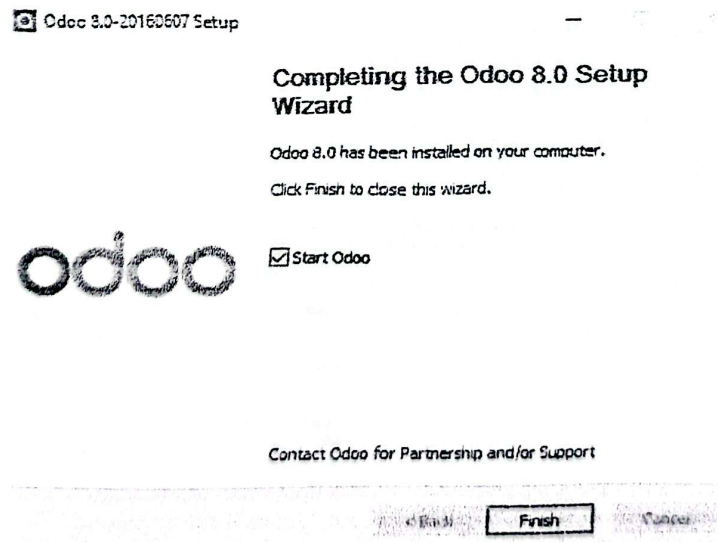 Odoo 8.0-20160607 Setup
Completing the Odoo 8.0 Setup
Wizard
Odoo 8.0 has been installed on your computer.
Click Finish to close this wizard.
odoo
Start Odoo
Contact Odoo for Partnership and/or Support
< Back
Finish
Cancel